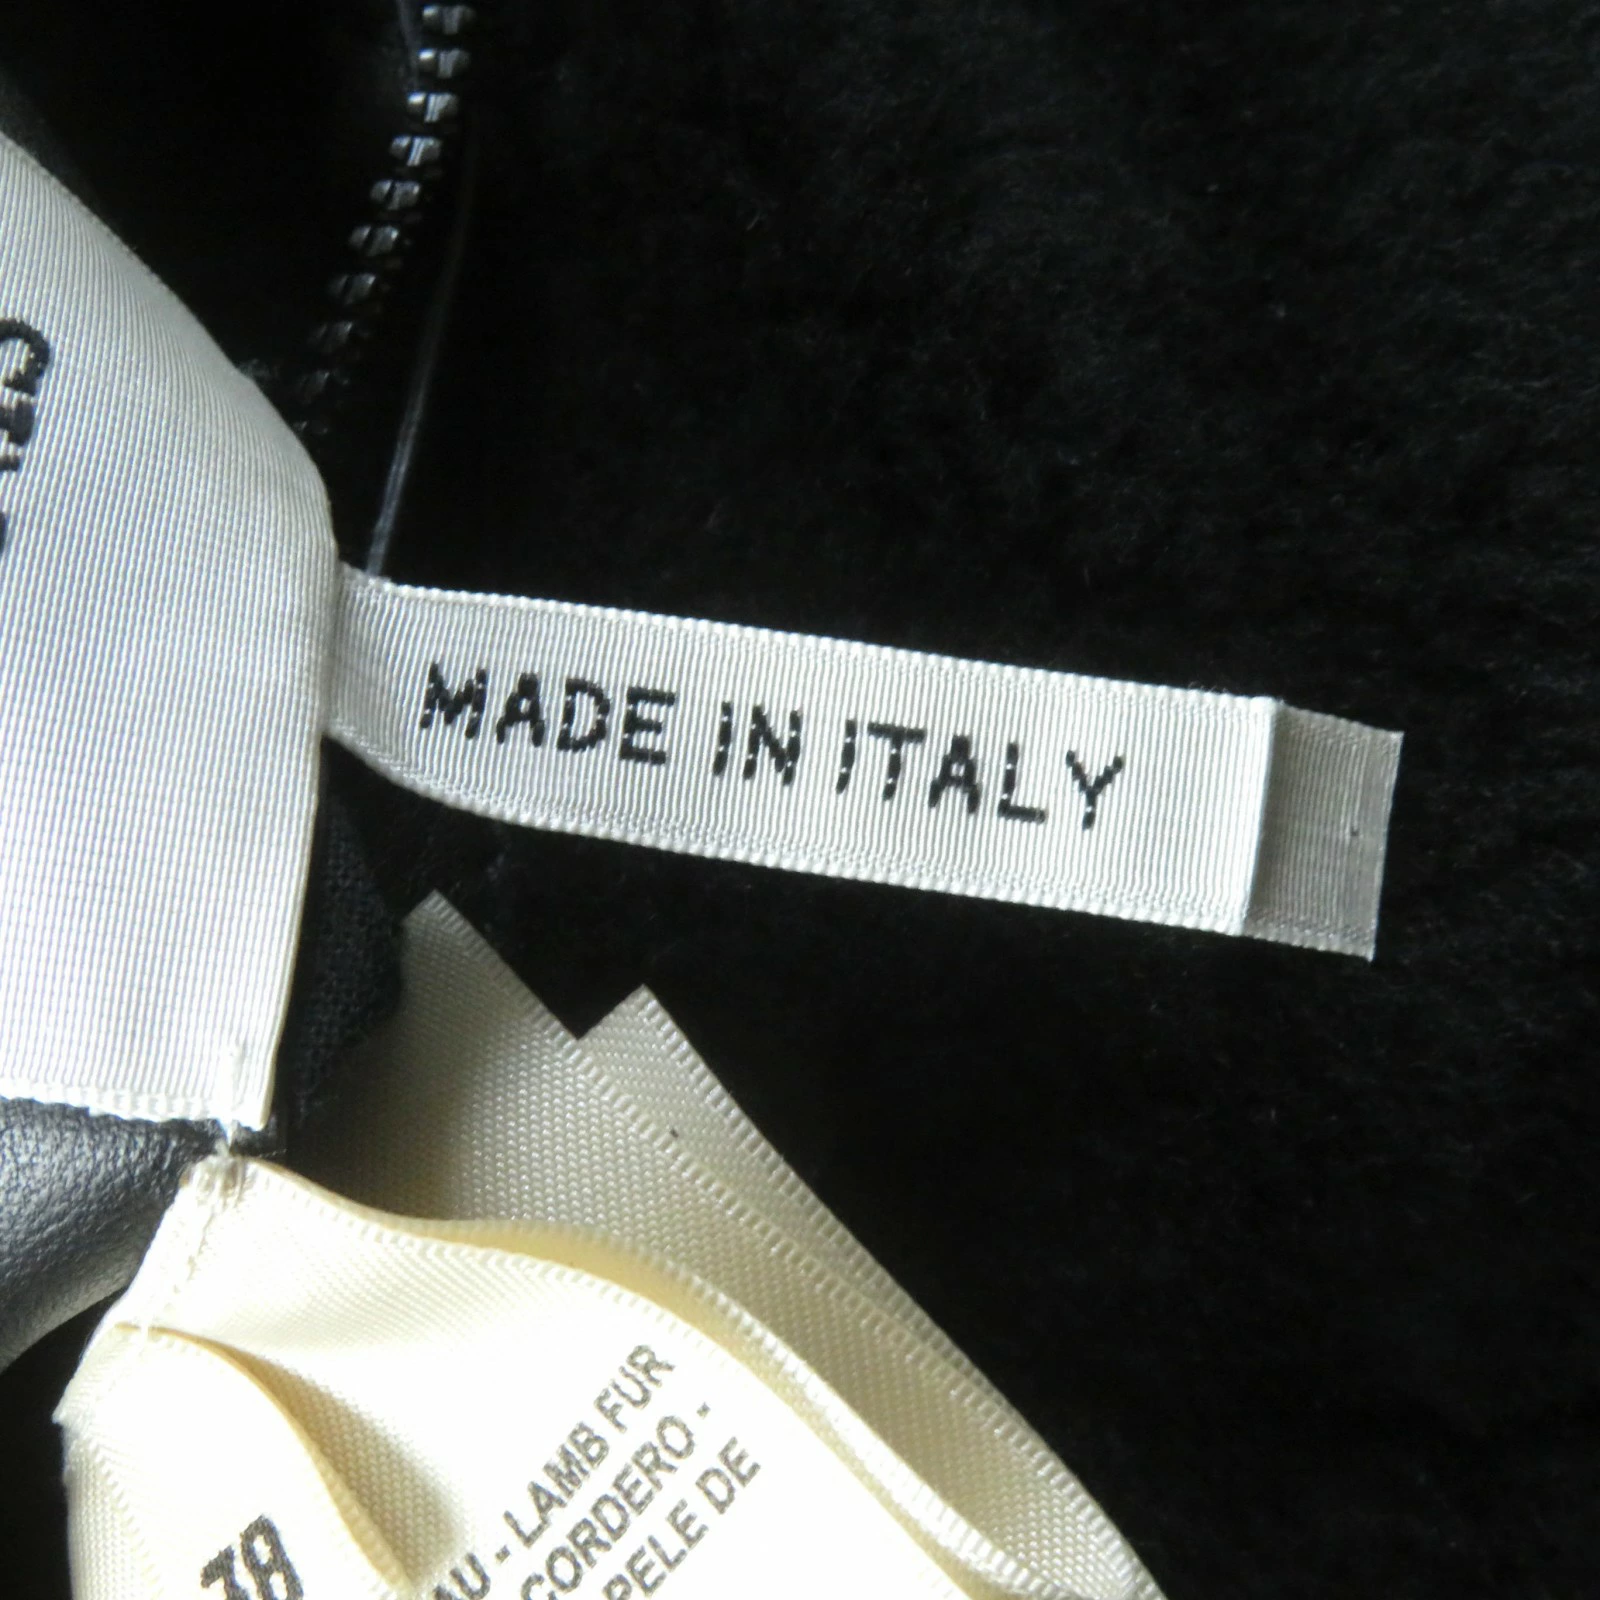 MADE IN ITALY
AU - LAMB FUR
CORDERO -
PELE DE
38